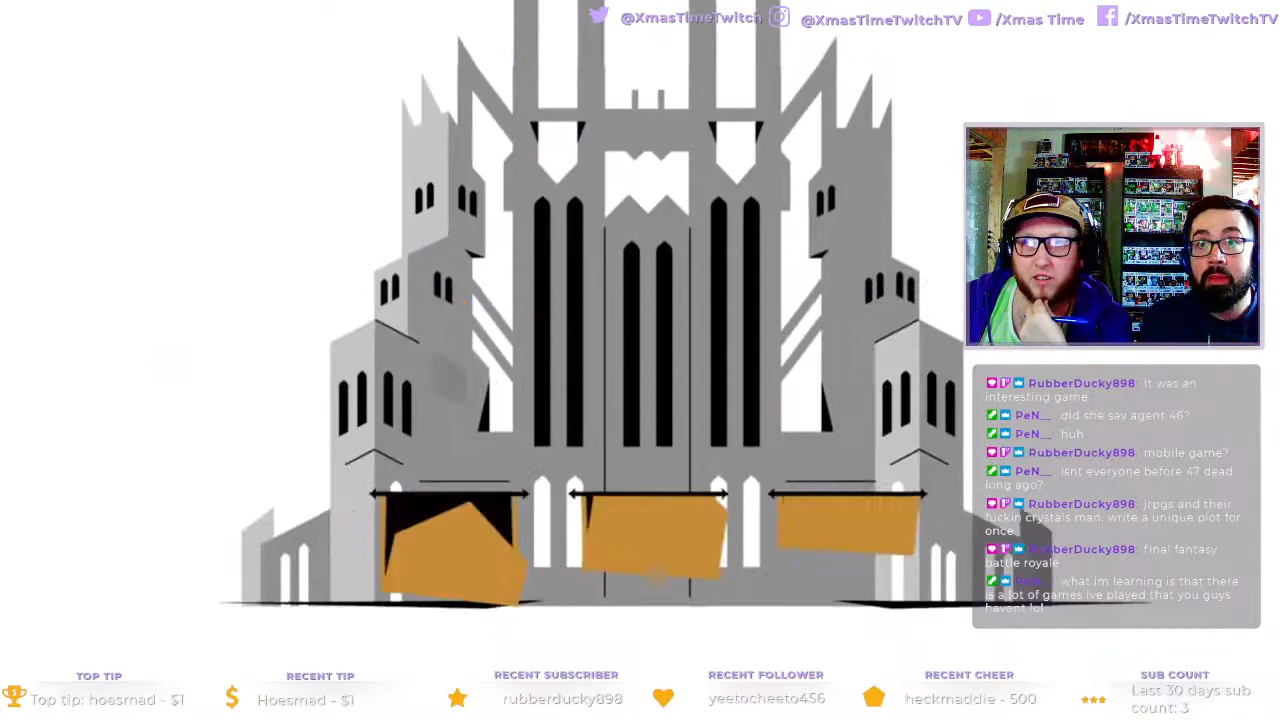 @XmasTimeTwitch @XmasTimeTwitchTV /Xmas Time /XmasTimeTwitchTV
RubberDucky898: It was an
interesting game.
PeN__ did she say agent 46?
PeN__ huh
RubberDucky898: mobile game?
PeN__ isnt everyone before 47 dead
long ago?
RubberDucky898: jrpgs and their
fuckin crystals man. write a unique plot for
once.
RubberDucky898: final fantasy
battle royale
PeN__ what im learning is that there
is a lot of games ive played that you guys
havent lol
TOP TIP
Top tip: hoesmad - $1
RECENT TIP
Hoesmad - $1
RECENT SUBSCRIBER
rubberducky898
RECENT FOLLOWER
yeetocheeto456
RECENT CHEER
heckmaddie - 500
SUB COUNT
Last 30 days sub
count: 3